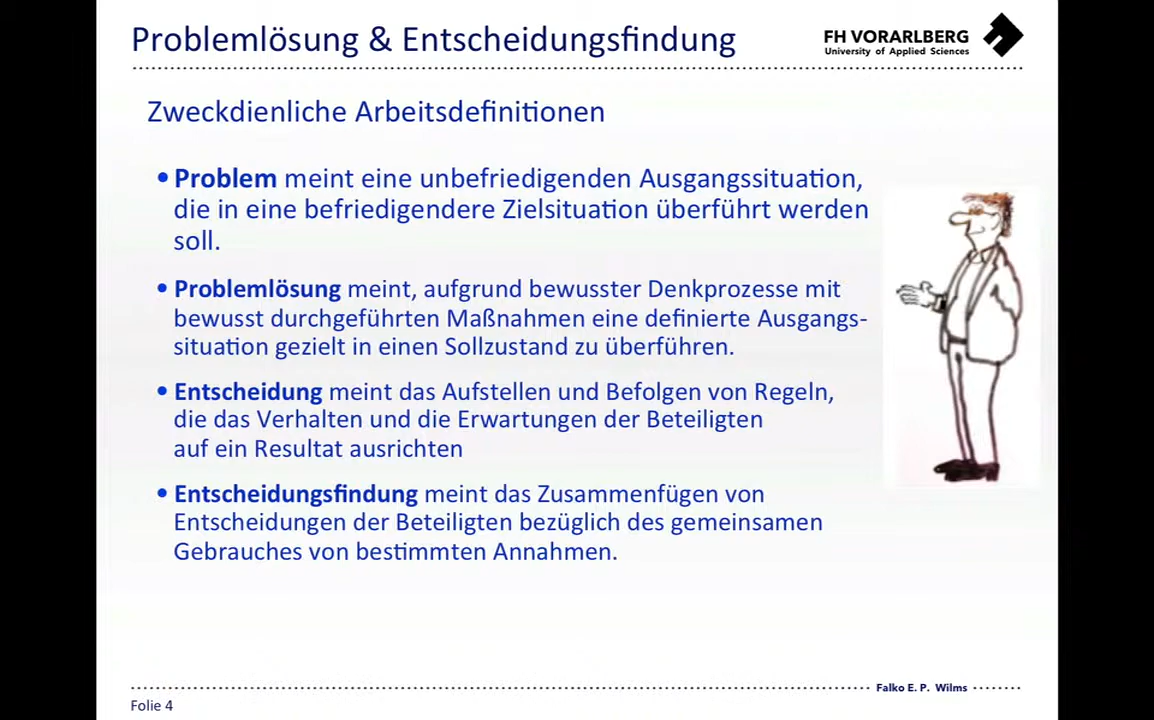 Problemlösung & Entscheidungsfindung
FH VORARLBERG
University of Applied Sciences
Zweckdienliche Arbeitsdefinitionen
•Problem meint eine unbefriedigenden Ausgangssituation,
die in eine befriedigendere Zielsituation überführt werden
soll.
•Problemlösung meint, aufgrund bewusster Denkprozesse mit
bewusst durchgeführten Maßnahmen eine definierte Ausgangs-
situation gezielt in einen Sollzustand zu überführen.
•Entscheidung meint das Aufstellen und Befolgen von Regeln,
die das Verhalten und die Erwartungen der Beteiligten
auf ein Resultat ausrichten
•Entscheidungsfindung meint das Zusammenfügen von
Entscheidungen der Beteiligten bezüglich des gemeinsamen
Gebrauches von bestimmten Annahmen.
Falko E. P. Wilms
Folie 4